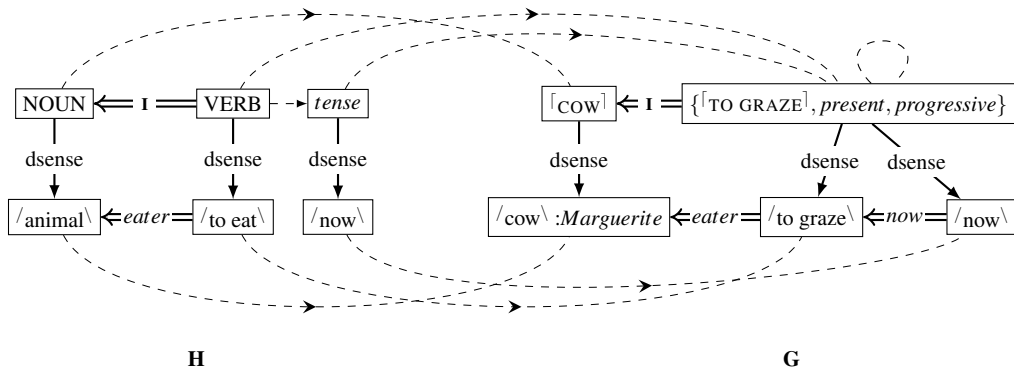 NOUN I VERB tense ⌈COW⌉ I {⌈TO GRAZE⌉, present, progressive}
dsense dsense dsense dsense dsense dsense
/animal\ eater /to eat\ /now\ /cow\ :Marguerite eater /to graze\ now /now\
H G